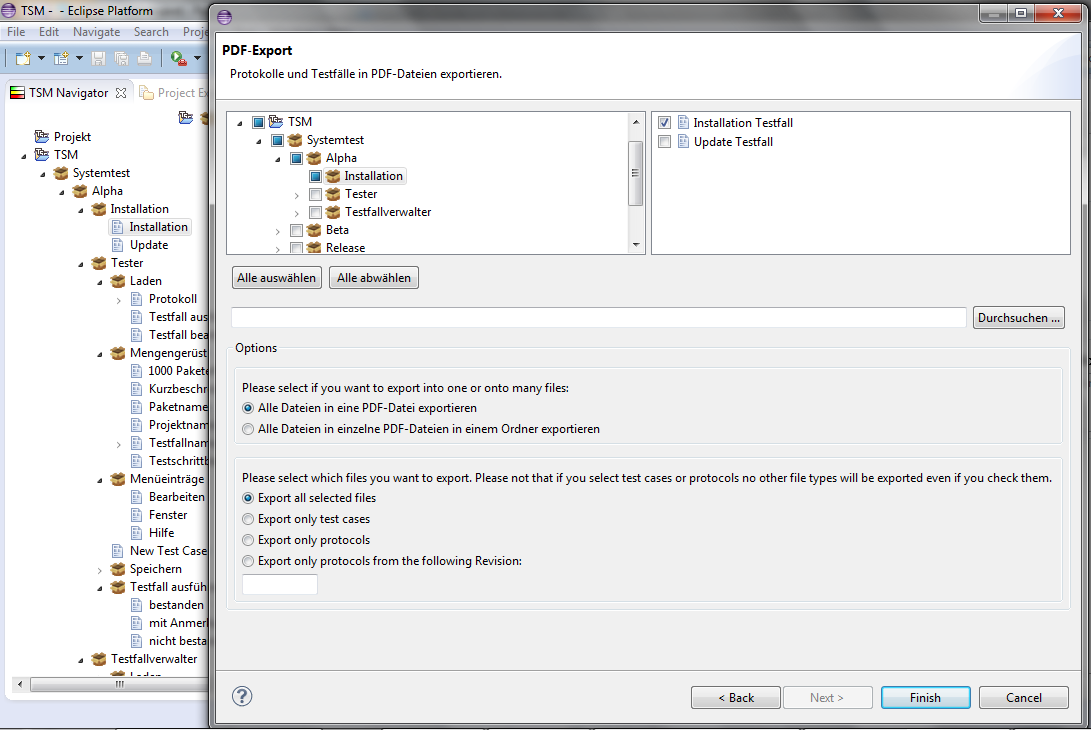 TSM - - Eclipse Platform
File Edit Navigate Search Proje
TSM Navigator Project Ex
Projekt
TSM
Systemtest
Alpha
Installation
Installation
Update
Tester
Laden
Protokoll
Testfall aus
Testfall bea
Mengengerüst
1000 Pakete
Kurzbeschr
Paketname
Projektnam
Testfallnam
Testschrittb
Menüeinträge
Bearbeiten
Fenster
Hilfe
New Test Case
Speichern
Testfall ausfüh
bestanden
mit Anmerk
nicht besta
Testfallverwalter
Laden
PDF-Export
Protokolle und Testfälle in PDF-Dateien exportieren.
TSM
Systemtest
Alpha
Installation
Tester
Testfallverwalter
Beta
Release
Installation Testfall
Update Testfall
Alle auswählen Alle abwählen
Durchsuchen ...
Options
Please select if you want to export into one or onto many files:
Alle Dateien in eine PDF-Datei exportieren
Alle Dateien in einzelne PDF-Dateien in einem Ordner exportieren
Please select which files you want to export. Please not that if you select test cases or protocols no other file types will be exported even if you check them.
Export all selected files
Export only test cases
Export only protocols
Export only protocols from the following Revision:
?
< Back Next > Finish Cancel